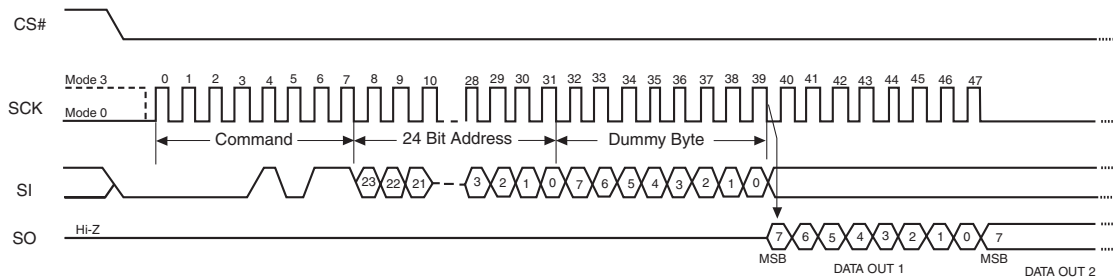 CS#
Mode 3 0 1 2 3 4 5 6 7 8 9 10 28 29 30 31 32 33 34 35 36 37 38 39 40 41 42 43 44 45 46 47
SCK
Mode 0
Command 24 Bit Address Dummy Byte
SI 23 22 21 3 2 1 0 7 6 5 4 3 2 1 0
SO Hi-Z 7 6 5 4 3 2 1 0 7
MSB DATA OUT 1 MSB DATA OUT 2